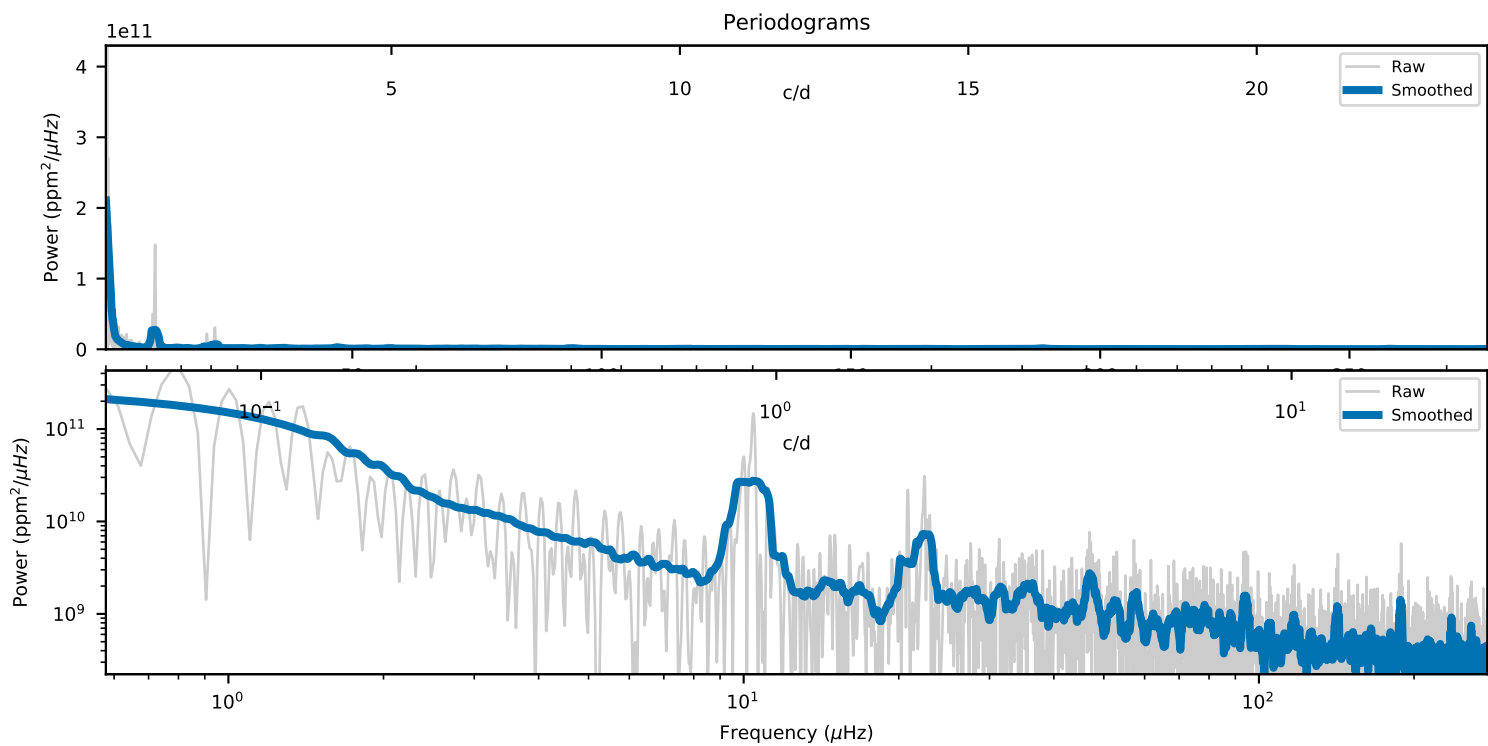 Periodograms
1e11
Power (ppm²/μHz)
4
3
2
1
0
5
10
15
20
c/d
Raw
Smoothed
Power (ppm²/μHz)
10¹¹
10¹⁰
10⁹
10⁻¹
10⁰
10¹
c/d
Raw
Smoothed
10⁰
10¹
10²
Frequency (μHz)